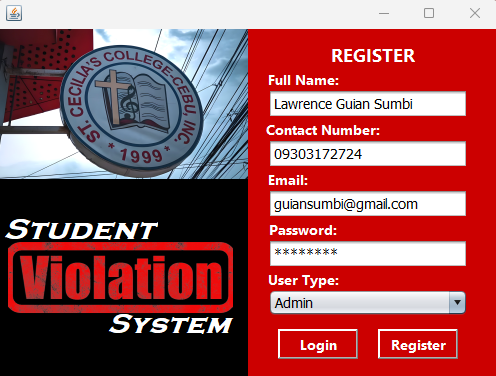 ST. CECILIA'S COLLEGE-CEBU, INC.
* 1999 *
STUDENT
Violation
SYSTEM
REGISTER
Full Name:
Lawrence Guian Sumbi
Contact Number:
09303172724
Email:
guiansumbi@gmail.com
Password:
********
User Type:
Admin
Login
Register